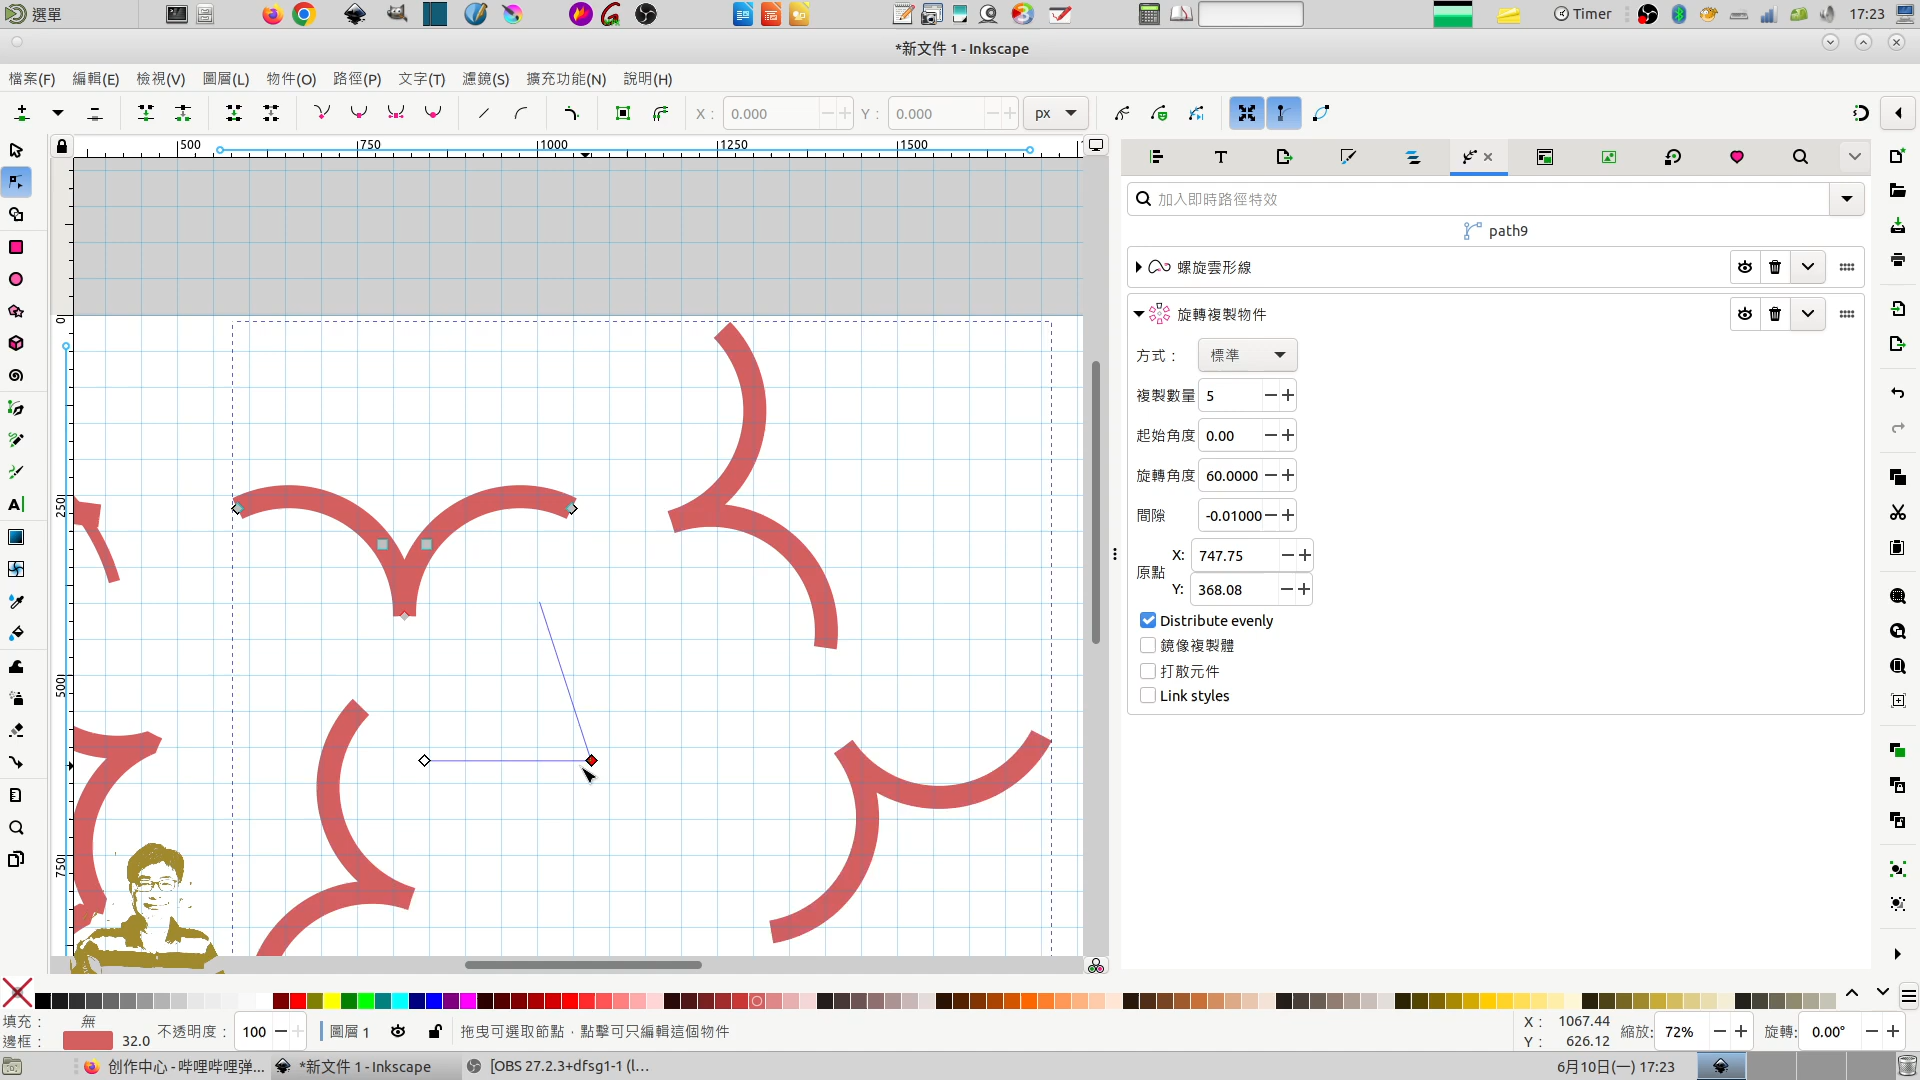 選單
Timer
17:23
*新文件 1 - Inkscape
檔案(F) 編輯(E) 檢視(V) 圖層(L) 物件(O) 路徑(P) 文字(T) 濾鏡(S) 擴充功能(N) 說明(H)
X : 0.000 Y : 0.000 px
500 750 1000 1250 1500
0
250
500
750
加入即時路徑特效
path9
螺旋雲形線
旋轉複製物件
方式 : 標準
複製數量 5
起始角度 0.00
旋轉角度 60.0000
間隙 -0.01000
原點 X: 747.75
Y: 368.08
Distribute evenly
鏡像複製體
打散元件
Link styles
填充 : 無
邊框 : 32.0
不透明度 : 100
圖層 1
拖曳可選取節點，點擊可只編輯這個物件
X : 1067.44
Y : 626.12
縮放: 72%
旋轉: 0.00°
创作中心 - 哔哩哔哩弹...
*新文件 1 - Inkscape
[OBS 27.2.3+dfsg1-1 (l...
6月10日(一) 17:23